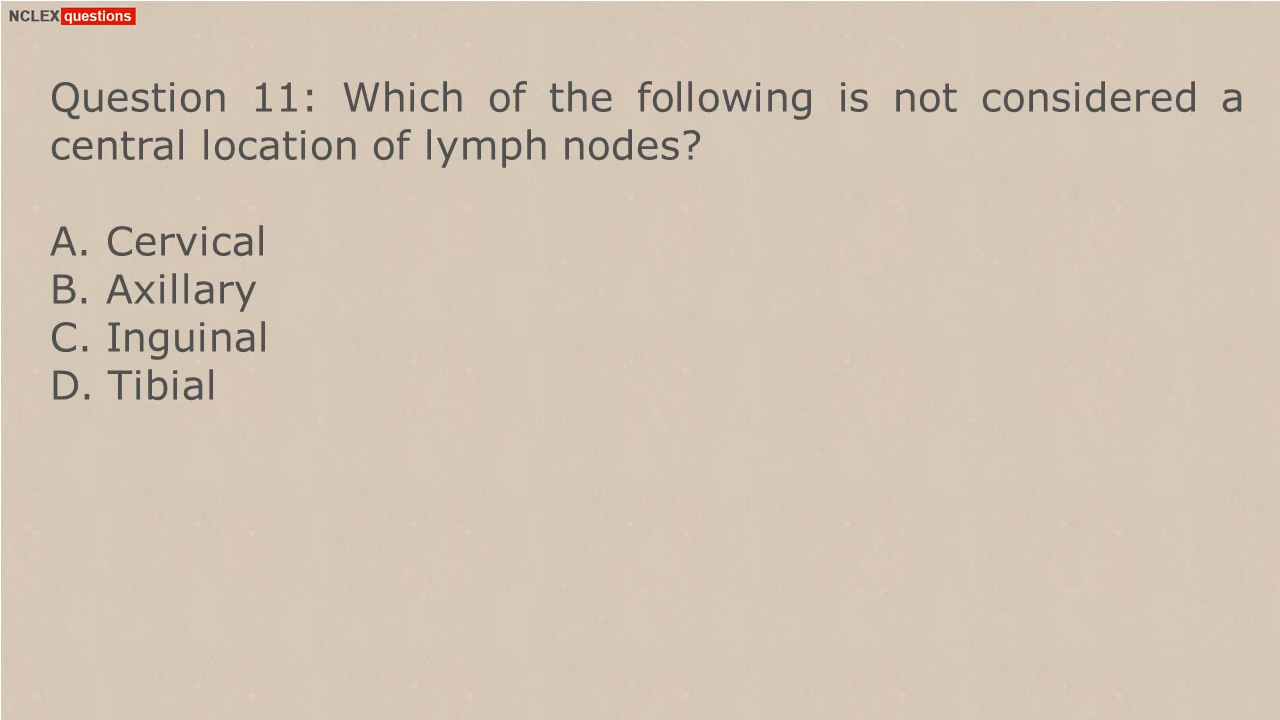 NCLEX questions
Question 11: Which of the following is not considered a
central location of lymph nodes?
A. Cervical
B. Axillary
C. Inguinal
D. Tibial